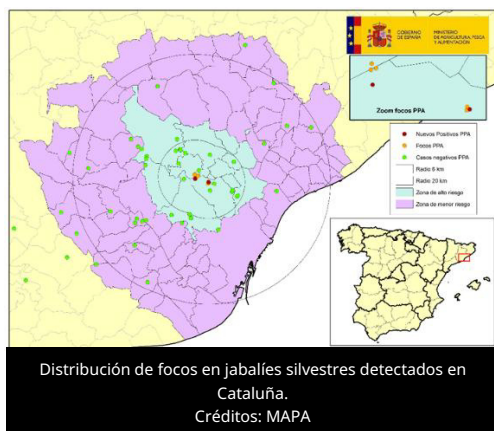 GOBIERNO
DE ESPAÑA
MINISTERIO
DE AGRICULTURA, PESCA
Y ALIMENTACIÓN
Zoom focos PPA
Nuevos Positivos PPA
Focos PPA
Casos negativos PPA
Radio 6 km
Radio 20 km
Zona de alto riesgo
Zona de menor riesgo
Distribución de focos en jabalíes silvestres detectados en
Cataluña.
Créditos: MAPA